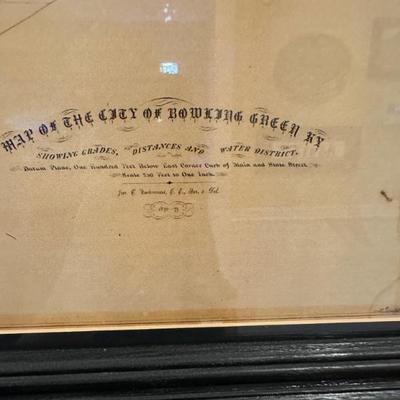 MAP OF THE CITY OF BOWLING GREEN KY
SHOWING GRADES, DISTANCES AND WATER DISTRICT.
Datum Plane, One Hundred Feet Below East Corner Curb of Main and State Street.
Scale 250 Feet to One Inch.
C. E.